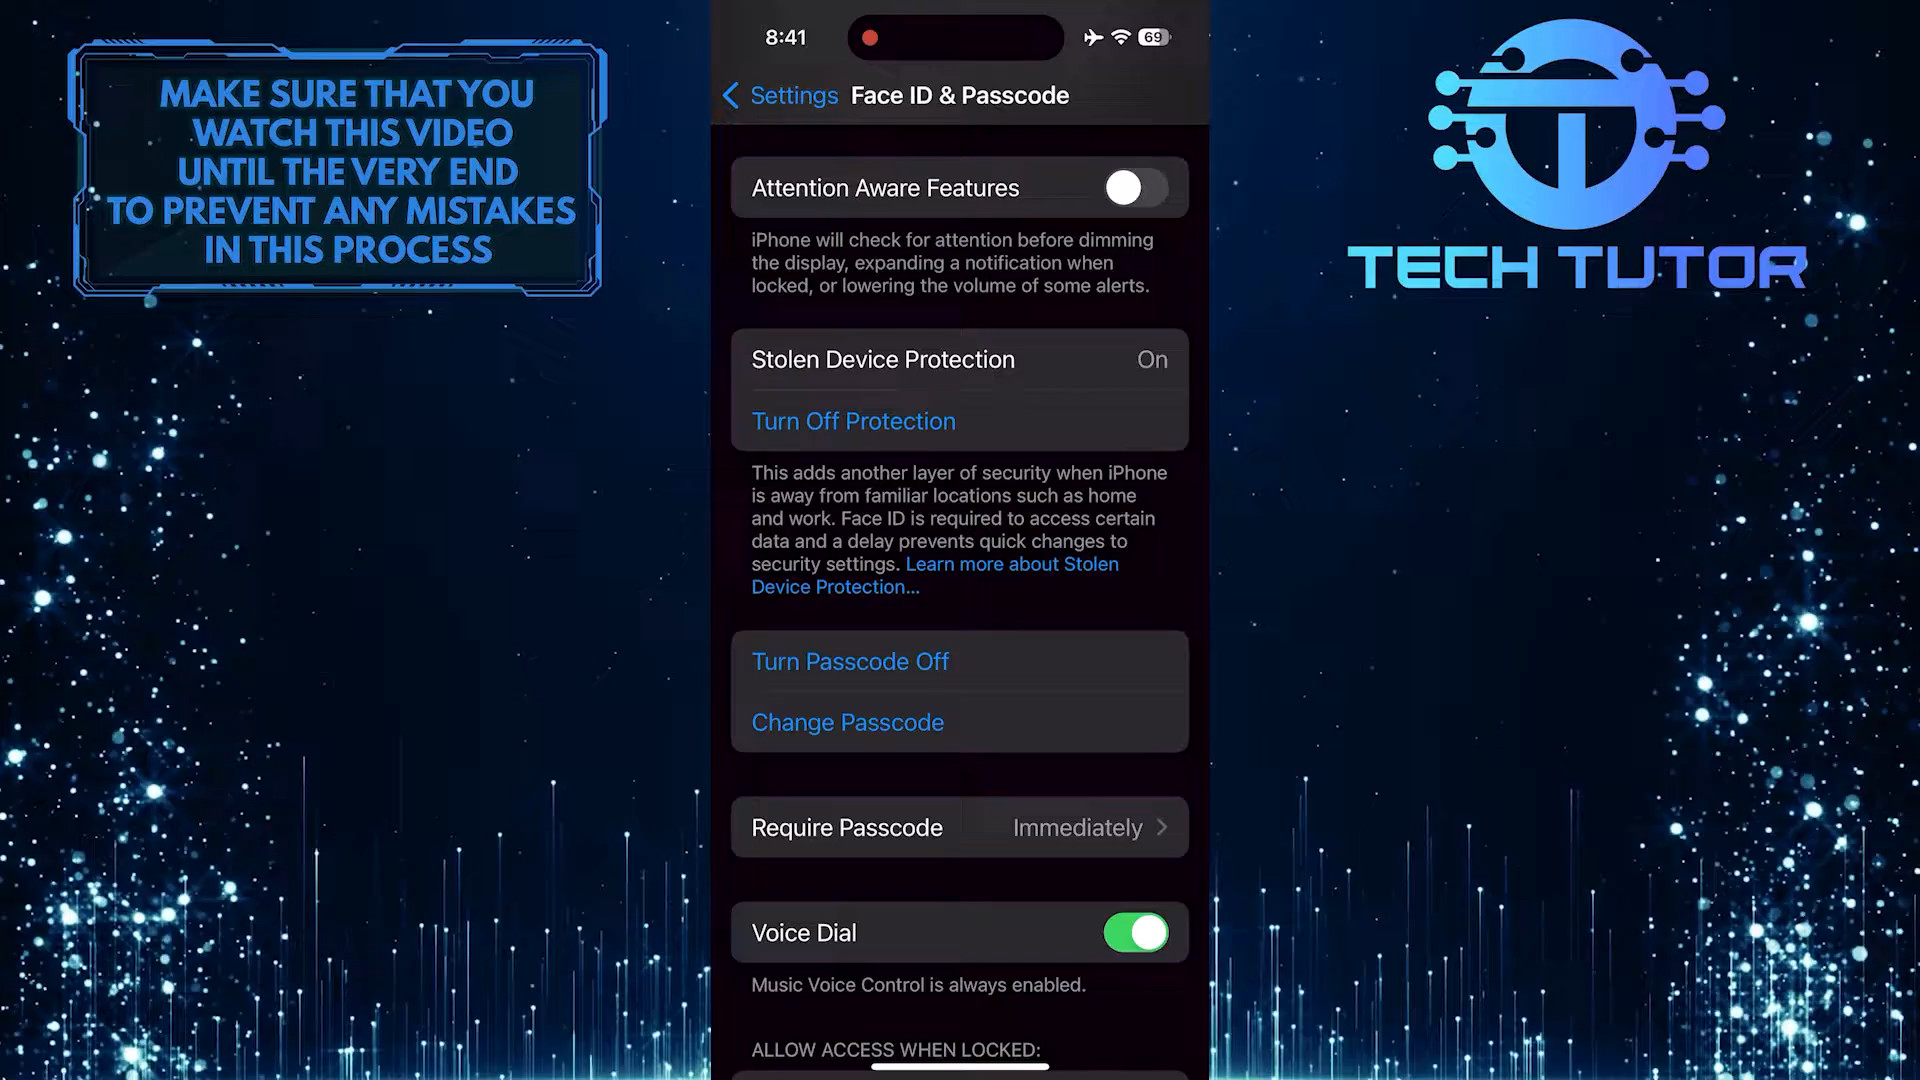 MAKE SURE THAT YOU
WATCH THIS VIDEO
UNTIL THE VERY END
TO PREVENT ANY MISTAKES
IN THIS PROCESS
8:41
69
Settings
Face ID & Passcode
Attention Aware Features
iPhone will check for attention before dimming
the display, expanding a notification when
locked, or lowering the volume of some alerts.
Stolen Device Protection
On
Turn Off Protection
This adds another layer of security when iPhone
is away from familiar locations such as home
and work. Face ID is required to access certain
data and a delay prevents quick changes to
security settings. Learn more about Stolen
Device Protection...
Turn Passcode Off
Change Passcode
Require Passcode
Immediately
Voice Dial
Music Voice Control is always enabled.
ALLOW ACCESS WHEN LOCKED:
TECH TUTOR